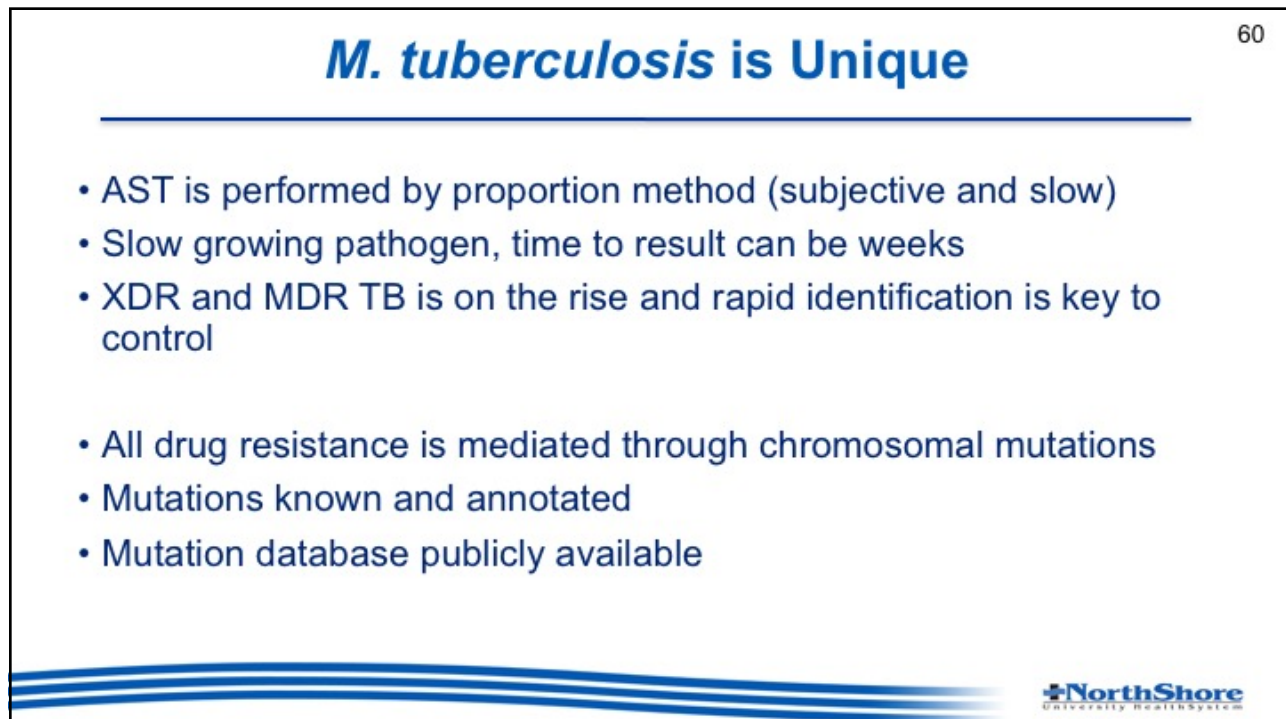 60
M. tuberculosis is Unique
• AST is performed by proportion method (subjective and slow)
• Slow growing pathogen, time to result can be weeks
• XDR and MDR TB is on the rise and rapid identification is key to
control
• All drug resistance is mediated through chromosomal mutations
• Mutations known and annotated
• Mutation database publicly available
NorthShore
University HealthSystem